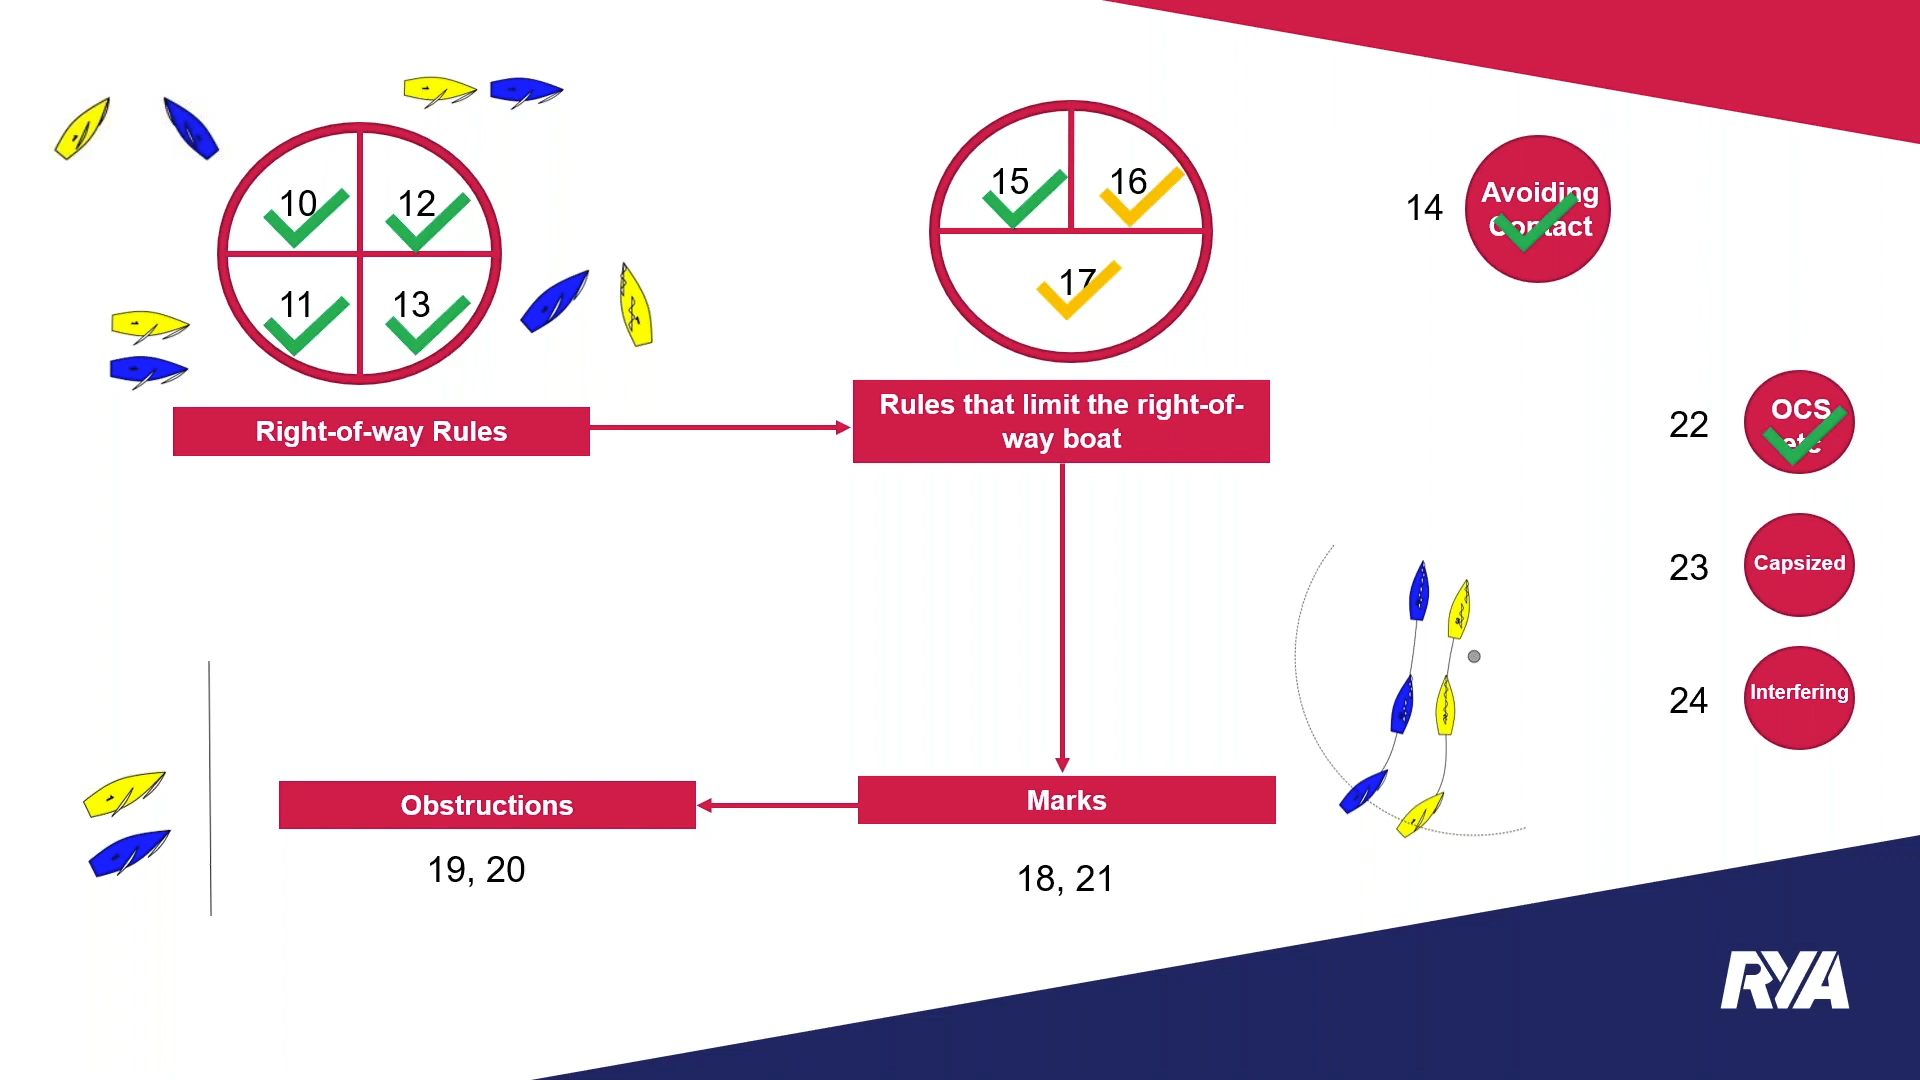 10
12
11
13
Right-of-way Rules
15
16
17
Rules that limit the right-of-
way boat
14
Avoiding
Contact
22
OCS
etc
23
Capsized
24
Interfering
Obstructions
19, 20
Marks
18, 21
RYA